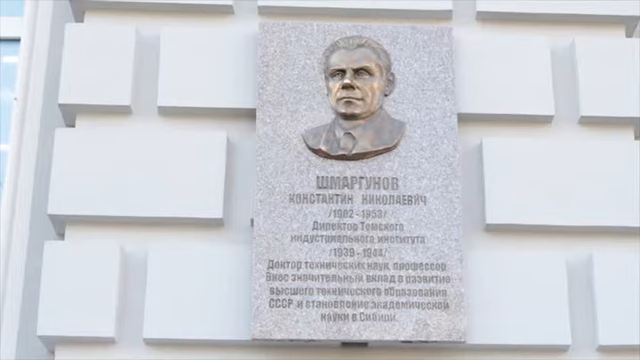 ШМАРГУНОВ
КОНСТАНТИН НИКОЛАЕВИЧ
/1902 - 1953/
Директор Томского
индустриального института
/1939 - 1944/
Доктор технических наук, профессор.
Внес значительный вклад в развитие
высшего технического образования
СССР и становление академической
науки в Сибири.